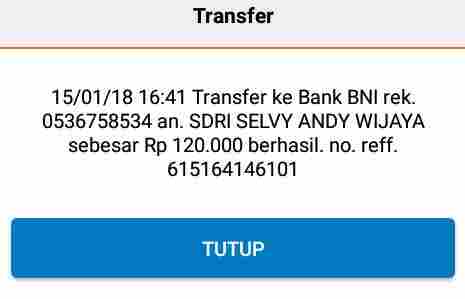 Transfer
15/01/18 16:41 Transfer ke Bank BNI rek.
0536758534 an. SDRI SELVY ANDY WIJAYA
sebesar Rp 120.000 berhasil. no. reff.
615164146101
TUTUP